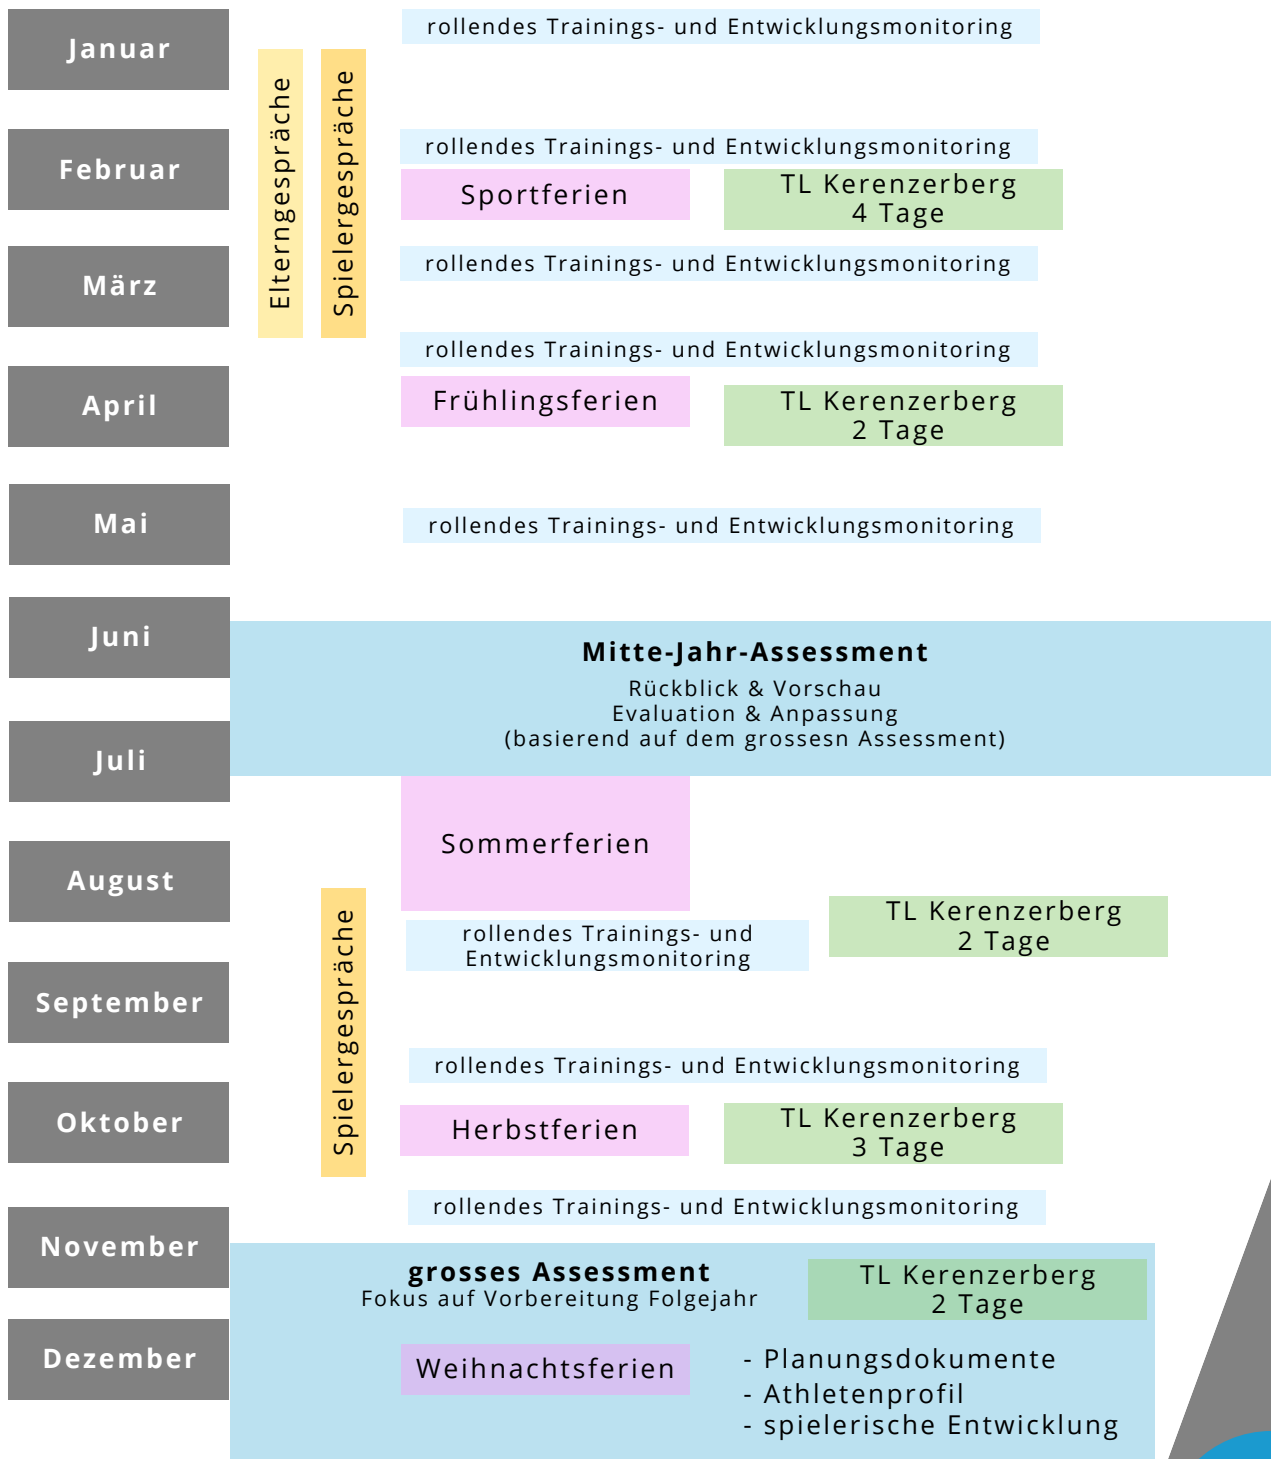 Januar
rollendes Trainings- und Entwicklungsmonitoring
Elterngespräche
Spielergespräche
Februar
rollendes Trainings- und Entwicklungsmonitoring
Sportferien
TL Kerenzerberg
4 Tage
März
rollendes Trainings- und Entwicklungsmonitoring
rollendes Trainings- und Entwicklungsmonitoring
April
Frühlingsferien
TL Kerenzerberg
2 Tage
Mai
rollendes Trainings- und Entwicklungsmonitoring
Juni
Mitte-Jahr-Assessment
Rückblick & Vorschau
Evaluation & Anpassung
(basierend auf dem grossesn Assessment)
Juli
Sommerferien
August
Spielergespräche
TL Kerenzerberg
2 Tage
rollendes Trainings- und
Entwicklungsmonitoring
September
rollendes Trainings- und Entwicklungsmonitoring
Oktober
Herbstferien
TL Kerenzerberg
3 Tage
rollendes Trainings- und Entwicklungsmonitoring
November
grosses Assessment
Fokus auf Vorbereitung Folgejahr
TL Kerenzerberg
2 Tage
Dezember
Weihnachtsferien
- Planungsdokumente
- Athletenprofil
- spielerische Entwicklung